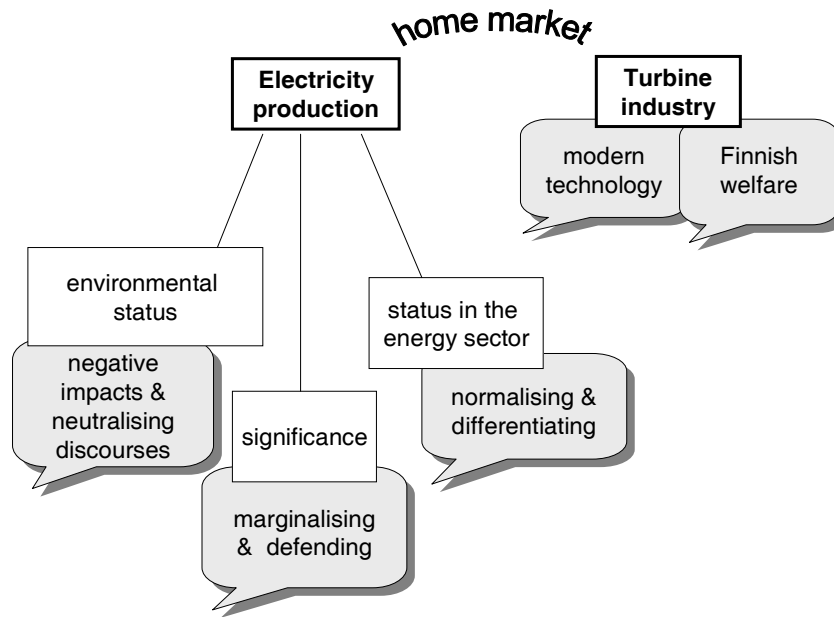 home market
Electricity
production
Turbine
industry
modern
technology
Finnish
welfare
environmental
status
status in the
energy sector
negative
impacts &
neutralising
discourses
normalising &
differentiating
significance
marginalising
& defending